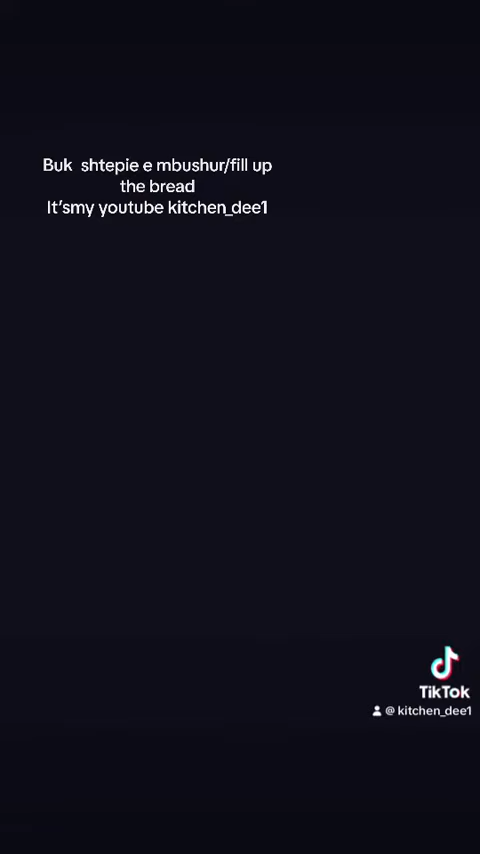 Buk shtepie e mbushur/fill up
the bread
It'smy youtube kitchen_dee1
TikTok
@ kitchen_dee1